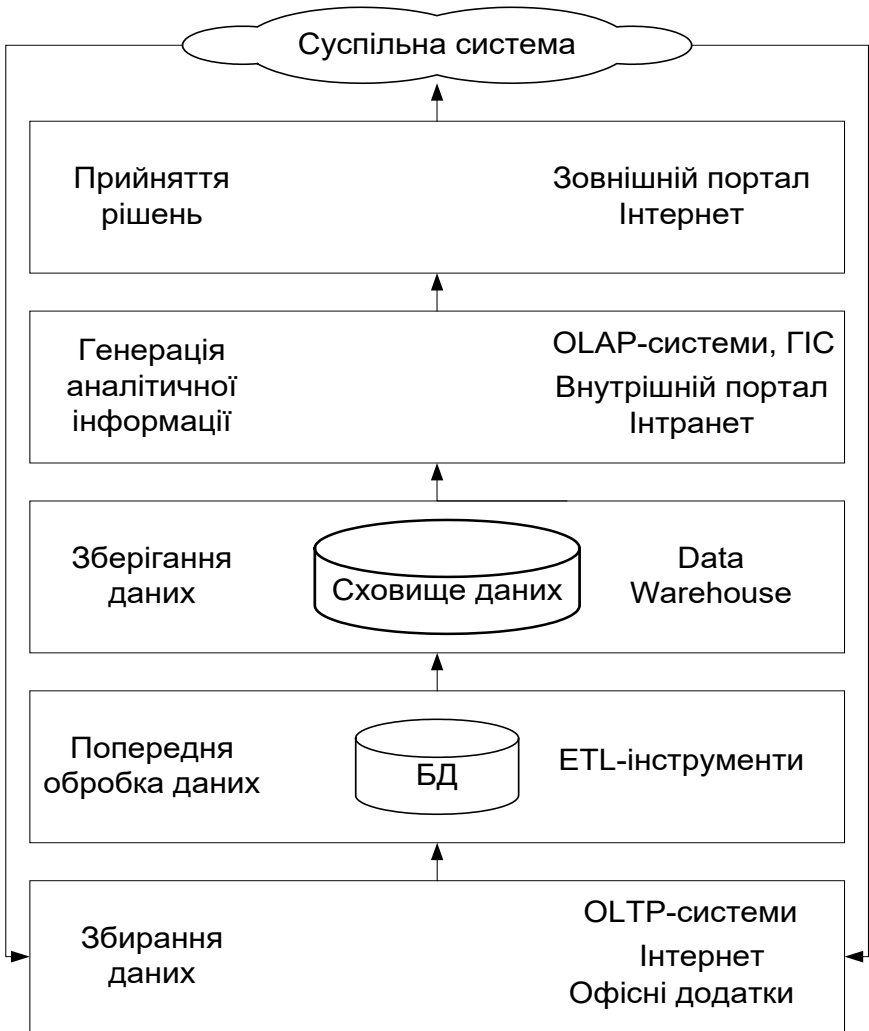 Суспільна система
Прийняття
рішень
Зовнішній портал
Інтернет
Генерація
аналітичної
інформації
OLAP-системи, ГІС
Внутрішній портал
Інтранет
Зберігання
даних
Сховище даних
Data
Warehouse
Попередня
обробка даних
БД
ETL-інструменти
Збирання
даних
OLTP-системи
Інтернет
Офісні додатки